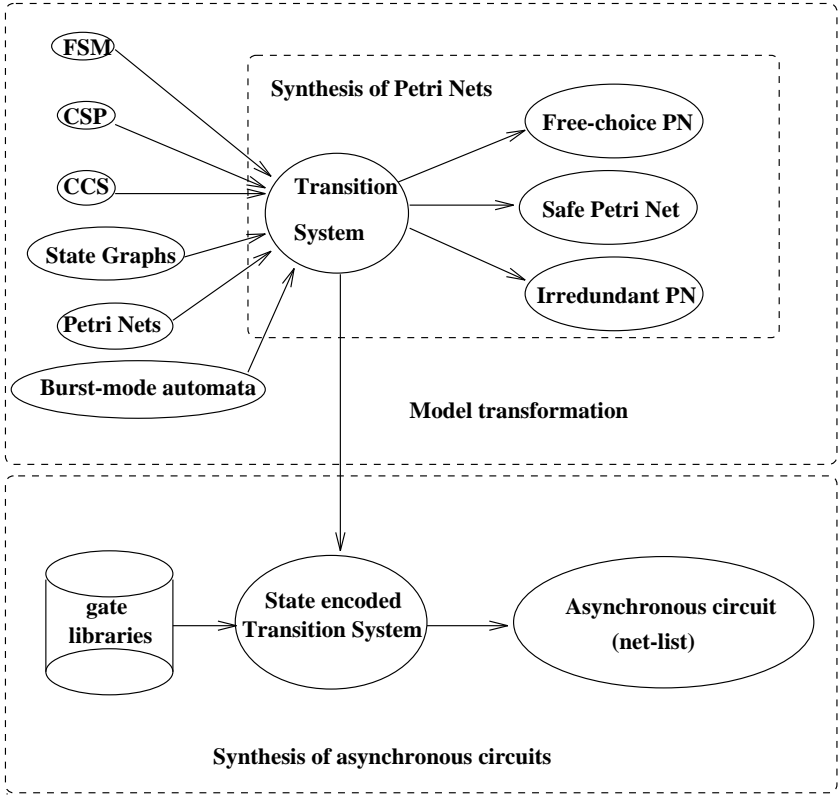 FSM
Synthesis of Petri Nets
CSP
Free-choice PN
CCS
Transition
System
Safe Petri Net
State Graphs
Irredundant PN
Petri Nets
Burst-mode automata
Model transformation
gate
libraries
State encoded
Transition System
Asynchronous circuit
(net-list)
Synthesis of asynchronous circuits